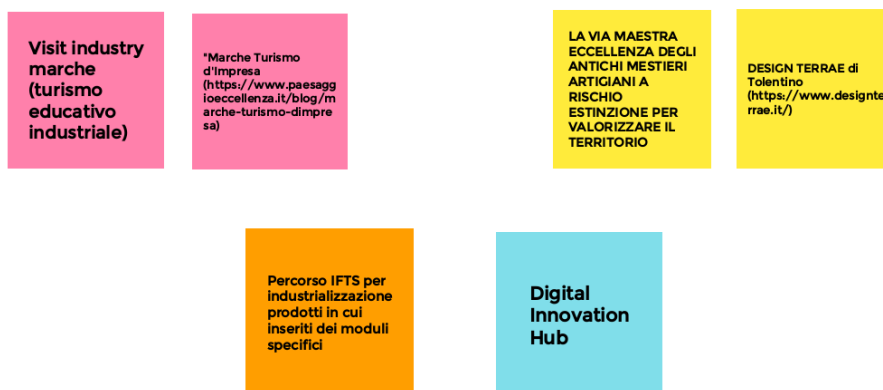 Visit industry
marche
(turismo
educativo
industriale)
"Marche Turismo
d'Impresa
(https://www.paesagg
ioeccellenza.it/blog/m
arche-turismo-dimpre
sa)
LA VIA MAESTRA
ECCELLENZA DEGLI
ANTICHI MESTIERI
ARTIGIANI A
RISCHIO
ESTINZIONE PER
VALORIZZARE IL
TERRITORIO
DESIGN TERRAE di
Tolentino
(https://www.designte
rrae.it/)
Percorso IFTS per
industrializzazione
prodotti in cui
inseriti dei moduli
specifici
Digital
Innovation
Hub